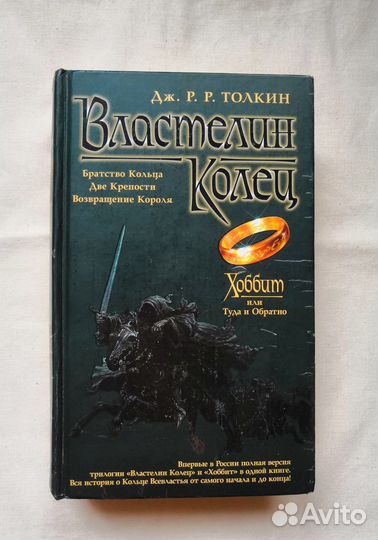 Дж. Р. Р. ТОЛКИН
Властелин
Колец
Братство Кольца
Две Крепости
Возвращение Короля
Хоббит
или
Туда и Обратно
Впервые в России полная версия
трилогии «Властелин Колец» и «Хоббит» в одной книге.
Вся история о Кольце Всевластья от самого начала и до конца!
Avito